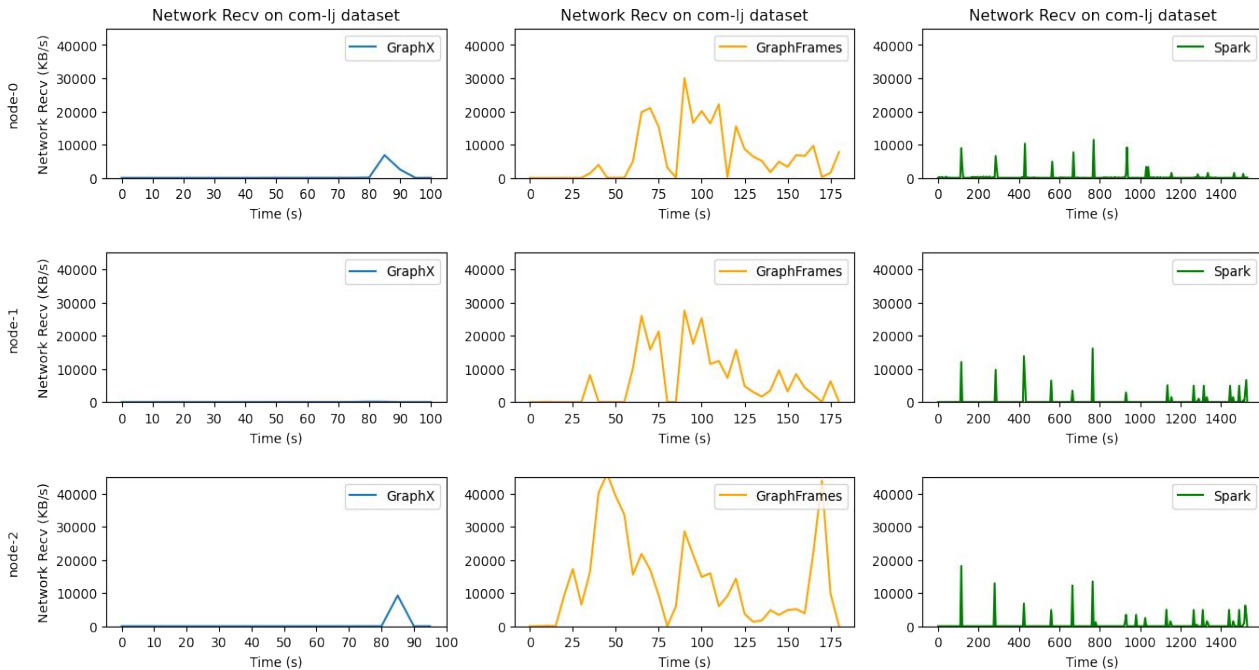 Network Recv on com-lj dataset
Network Recv on com-lj dataset
Network Recv on com-lj dataset
node-0
Network Recv (KB/s)
40000
30000
20000
10000
0
GraphX
0 10 20 30 40 50 60 70 80 90 100
Time (s)
40000
30000
20000
10000
0
GraphFrames
0 25 50 75 100 125 150 175
Time (s)
40000
30000
20000
10000
0
Spark
0 200 400 600 800 1000 1200 1400
Time (s)
node-1
Network Recv (KB/s)
40000
30000
20000
10000
0
GraphX
0 10 20 30 40 50 60 70 80 90 100
Time (s)
40000
30000
20000
10000
0
GraphFrames
0 25 50 75 100 125 150 175
Time (s)
40000
30000
20000
10000
0
Spark
0 200 400 600 800 1000 1200 1400
Time (s)
node-2
Network Recv (KB/s)
40000
30000
20000
10000
0
GraphX
0 10 20 30 40 50 60 70 80 90 100
Time (s)
40000
30000
20000
10000
0
GraphFrames
0 25 50 75 100 125 150 175
Time (s)
40000
30000
20000
10000
0
Spark
0 200 400 600 800 1000 1200 1400
Time (s)